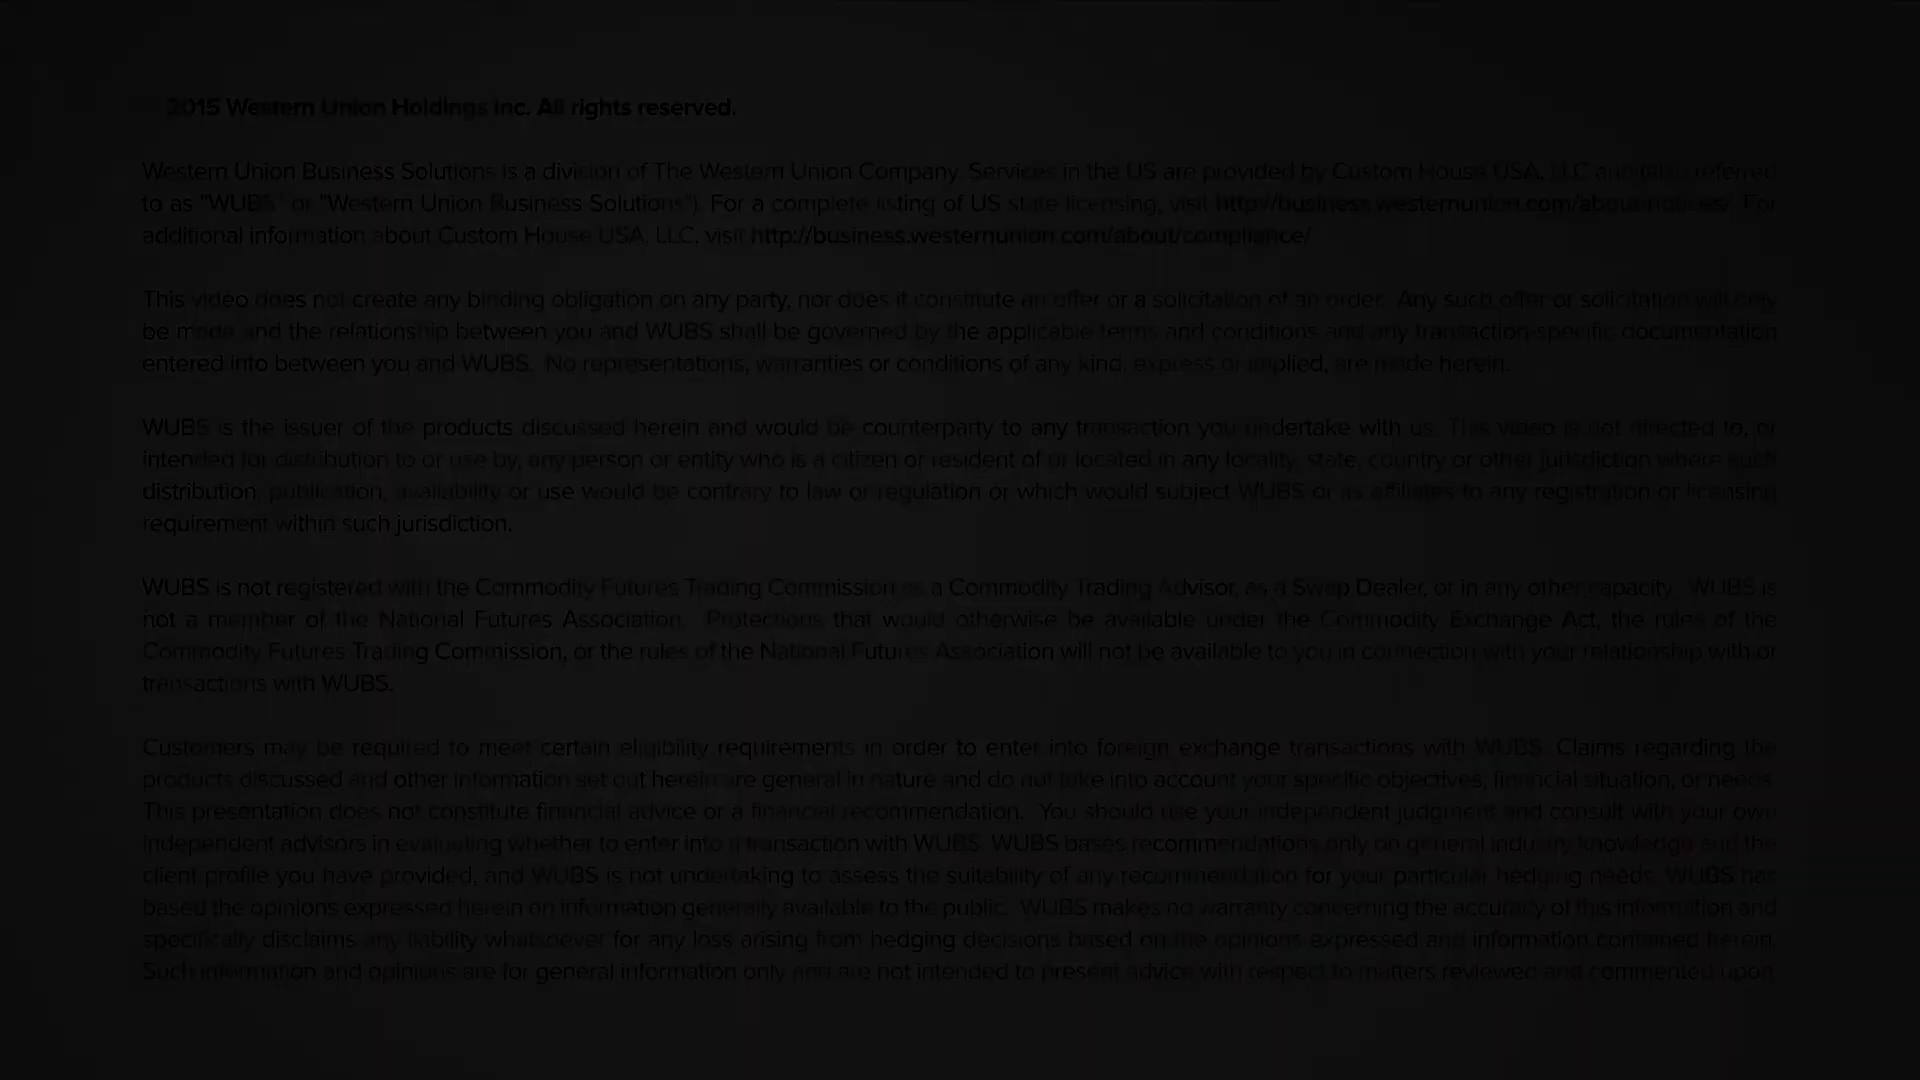 2015 Western Union Holdings Inc. All rights reserved.
Western Union Business Solutions is a division of The Western Union Company. Services in the US are provided by Custom House USA, LLC and (also referred
to as "WUBS" or "Western Union Business Solutions"). For a complete listing of US state licensing, visit http://business.westernunion.com/about/notices/. For
additional information about Custom House USA, LLC, visit http://business.westernunion.com/about/compliance/
This video does not create any binding obligation on any party, nor does it constitute an offer or a solicitation of an order. Any such offer or solicitation will only
be made and the relationship between you and WUBS shall be governed by the applicable terms and conditions and any transaction-specific documentation
entered into between you and WUBS. No representations, warranties or conditions of any kind, express or implied, are made herein.
WUBS is the issuer of the products discussed herein and would be counterparty to any transaction you undertake with us. This video is not directed to, or
intended for distribution to or use by, any person or entity who is a citizen or resident of or located in any locality, state, country or other jurisdiction where such
distribution, publication, availability or use would be contrary to law or regulation or which would subject WUBS or its affiliates to any registration or licensing
requirement within such jurisdiction.
WUBS is not registered with the Commodity Futures Trading Commission as a Commodity Trading Advisor, as a Swap Dealer, or in any other capacity. WUBS is
not a member of the National Futures Association. Protections that would otherwise be available under the Commodity Exchange Act, the rules of the
Commodity Futures Trading Commission, or the rules of the National Futures Association will not be available to you in connection with your relationship with or
transactions with WUBS.
Customers may be required to meet certain eligibility requirements in order to enter into foreign exchange transactions with WUBS. Claims regarding the
products discussed and other information set out herein are general in nature and do not take into account your specific objectives, financial situation, or needs.
This presentation does not constitute financial advice or a financial recommendation. You should use your independent judgment and consult with your own
independent advisors in evaluating whether to enter into a transaction with WUBS. WUBS bases recommendations only on general industry knowledge and the
client profile you have provided, and WUBS is not undertaking to assess the suitability of any recommendation for your particular hedging needs. WUBS has
based the opinions expressed herein on information generally available to the public. WUBS makes no warranty concerning the accuracy of this information and
specifically disclaims any liability whatsoever for any loss arising from hedging decisions based on the opinions expressed and information contained herein.
Such information and opinions are for general information only and are not intended to present advice with respect to matters reviewed and commented upon.